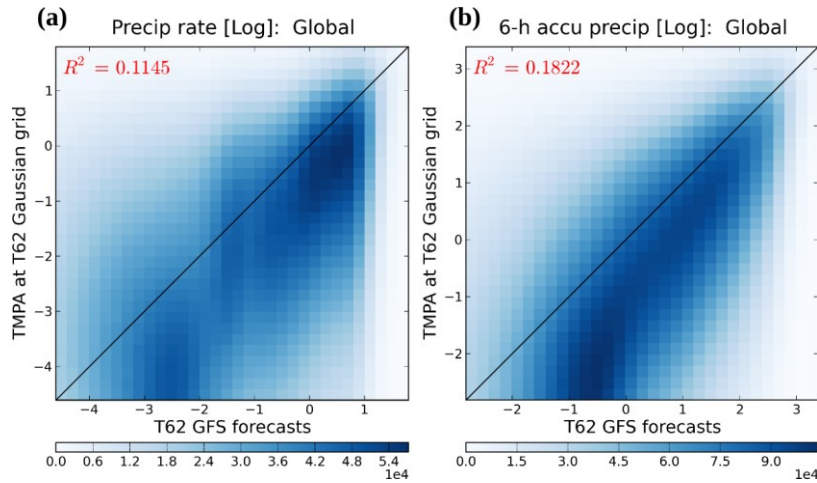 (a)
Precip rate [Log]: Global
R² = 0.1145
TMPA at T62 Gaussian grid
1
0
−1
−2
−3
−4
−4 −3 −2 −1 0 1
T62 GFS forecasts
0.0 0.6 1.2 1.8 2.4 3.0 3.6 4.2 4.8 5.4
1e4
(b)
6-h accu precip [Log]: Global
R² = 0.1822
TMPA at T62 Gaussian grid
3
2
1
0
−1
−2
−2 −1 0 1 2 3
T62 GFS forecasts
0.0 1.5 3.0 4.5 6.0 7.5 9.0
1e4